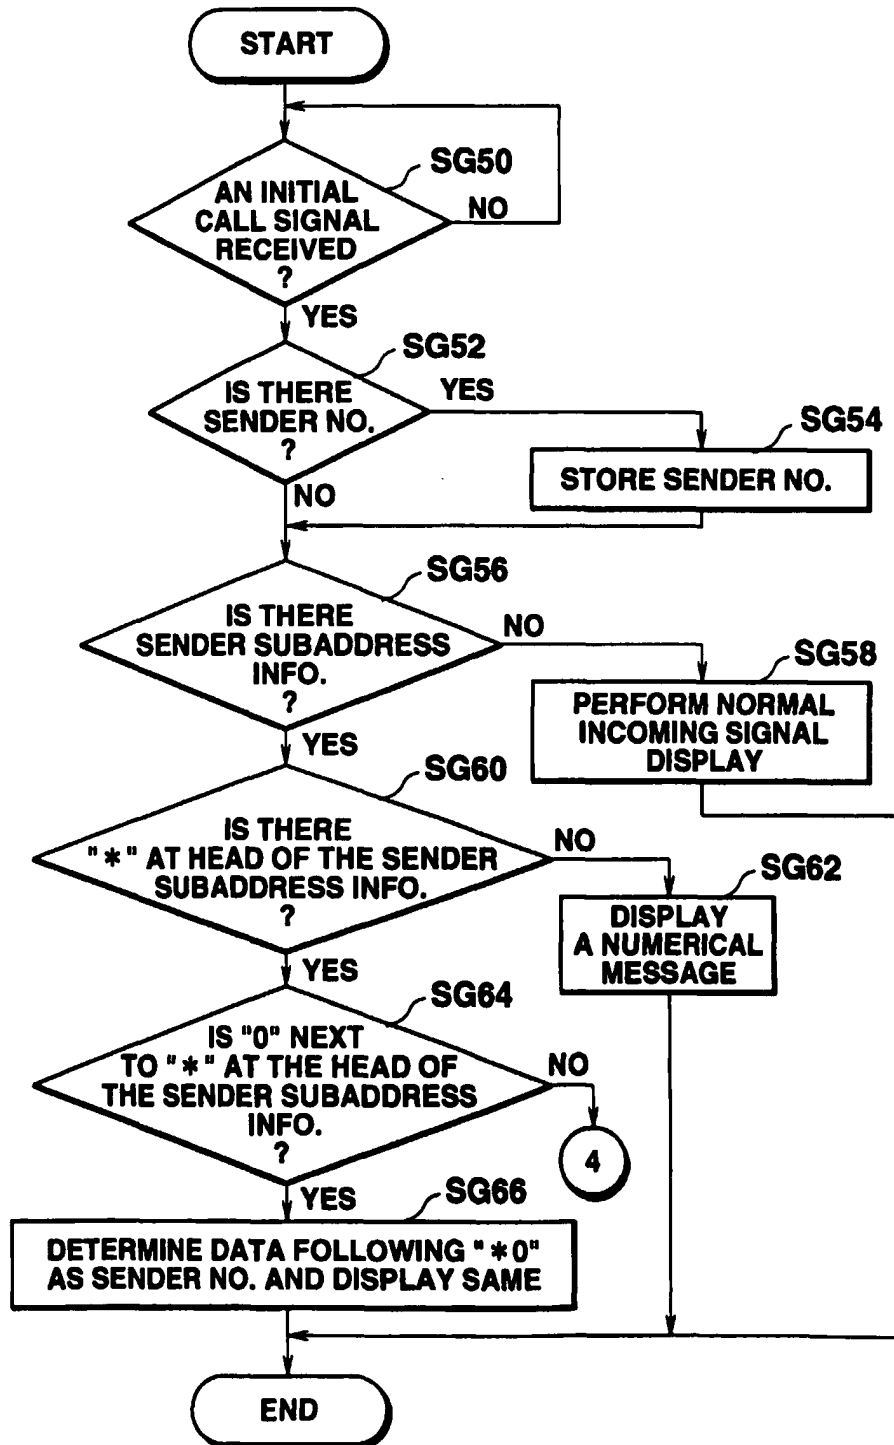 START
SG50
AN INITIAL
CALL SIGNAL
RECEIVED
?
NO
YES
SG52
IS THERE
SENDER NO.
?
YES
SG54
STORE SENDER NO.
NO
SG56
IS THERE
SENDER SUBADDRESS
INFO.
?
NO
SG58
PERFORM NORMAL
INCOMING SIGNAL
DISPLAY
YES
SG60
IS THERE
"*" AT HEAD OF THE SENDER
SUBADDRESS INFO.
?
NO
SG62
DISPLAY
A NUMERICAL
MESSAGE
YES
SG64
IS "0" NEXT
TO "*" AT THE HEAD OF
THE SENDER SUBADDRESS
INFO.
?
NO
4
YES
SG66
DETERMINE DATA FOLLOWING "*0"
AS SENDER NO. AND DISPLAY SAME
END